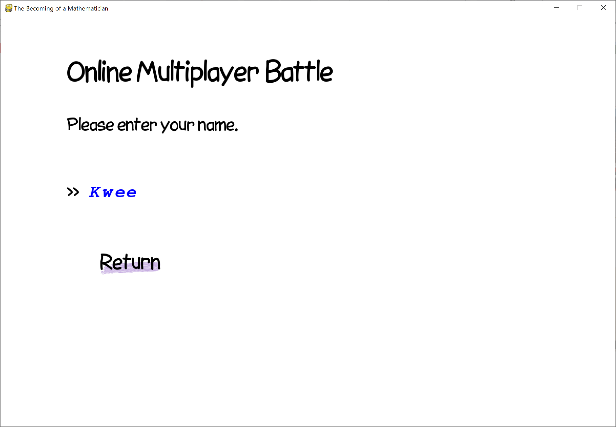 The Becoming of a Mathematician
Online Multiplayer Battle
Please enter your name.
>> Kwee
Return